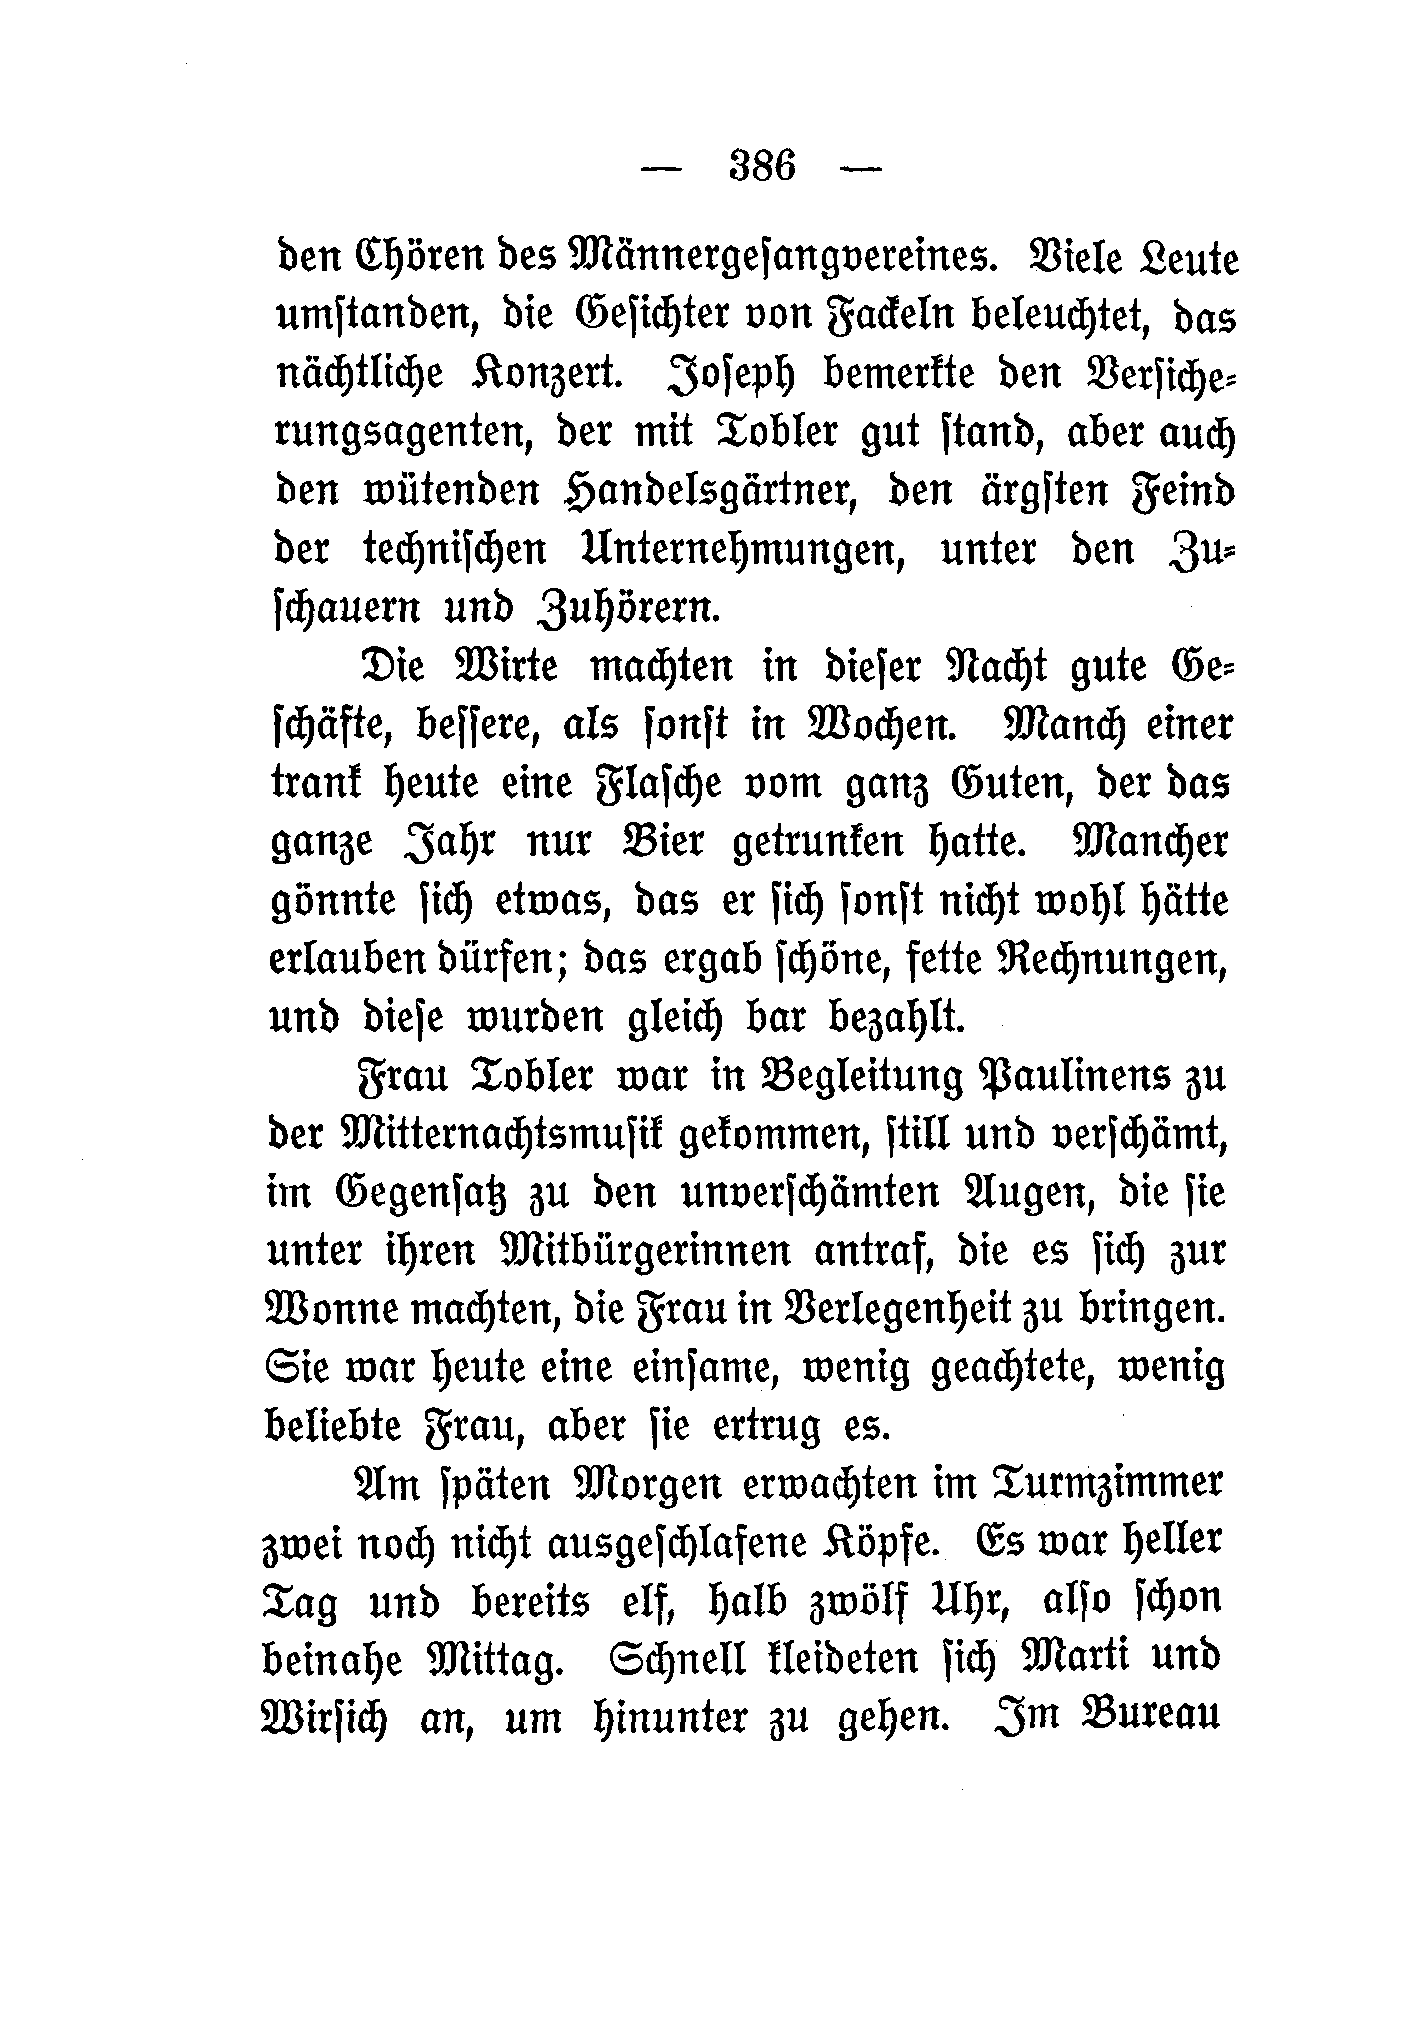 — 386 —
den Chören des Männergeſangvereines. Viele Leute
umſtanden, die Geſichter von Fackeln beleuchtet, das
nächtliche Konzert. Joſeph bemerkte den Verſiche⸗
rungsagenten, der mit Tobler gut ſtand, aber auch
den wütenden Handelsgärtner, den ärgſten Feind
der techniſchen Unternehmungen, unter den Zu⸗
ſchauern und Zuhörern.
Die Wirte machten in dieſer Nacht gute Ge⸗
ſchäfte, beſſere, als ſonſt in Wochen. Manch einer
trank heute eine Flaſche vom ganz Guten, der das
ganze Jahr nur Bier getrunken hatte. Mancher
gönnte ſich etwas, das er ſich ſonſt nicht wohl hätte
erlauben dürfen; das ergab ſchöne, fette Rechnungen,
und dieſe wurden gleich bar bezahlt.
Frau Tobler war in Begleitung Paulinens zu
der Mitternachtsmuſik gekommen, ſtill und verſchämt,
im Gegenſatz zu den unverſchämten Augen, die ſie
unter ihren Mitbürgerinnen antraf, die es ſich zur
Wonne machten, die Frau in Verlegenheit zu bringen.
Sie war heute eine einſame, wenig geachtete, wenig
beliebte Frau, aber ſie ertrug es.
Am ſpäten Morgen erwachten im Turmzimmer
zwei noch nicht ausgeſchlafene Köpfe. Es war heller
Tag und bereits elf, halb zwölf Uhr, alſo ſchon
beinahe Mittag. Schnell kleideten ſich Marti und
Wirſich an, um hinunter zu gehen. Im Bureau